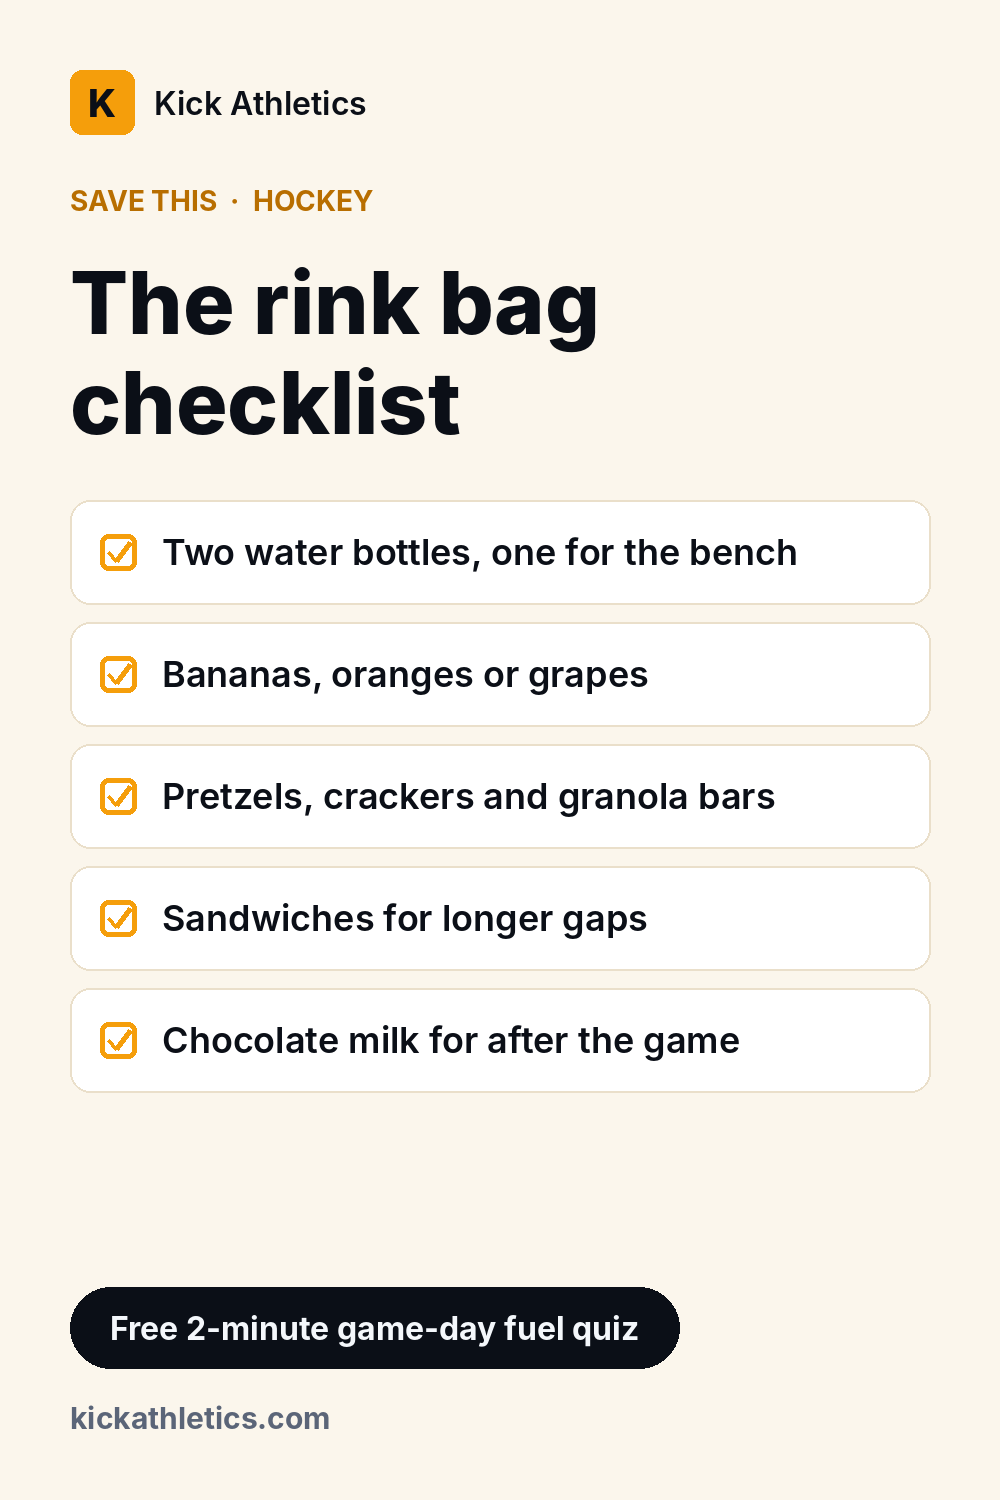 K
Kick Athletics
SAVE THIS · HOCKEY
The rink bag
checklist
Two water bottles, one for the bench
Bananas, oranges or grapes
Pretzels, crackers and granola bars
Sandwiches for longer gaps
Chocolate milk for after the game
Free 2-minute game-day fuel quiz
kickathletics.com